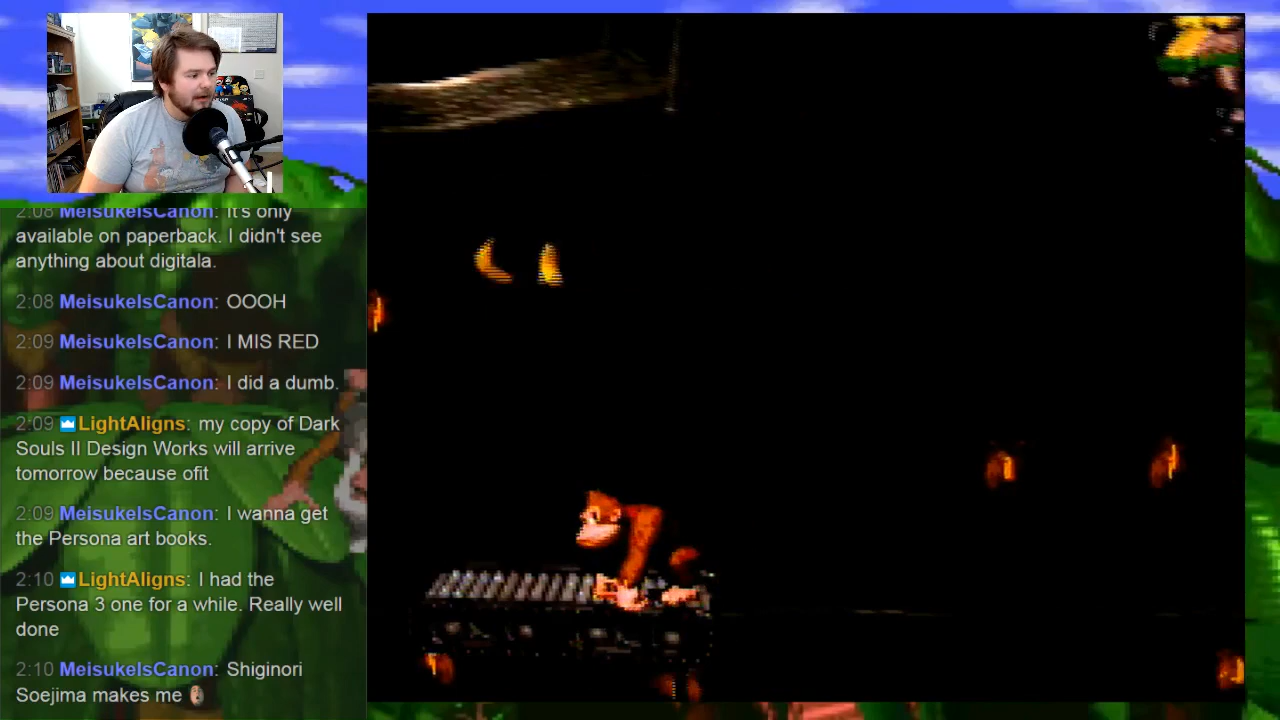 2:08 MeisukeIsCanon: It's only
available on paperback. I didn't see
anything about digitala.
2:08 MeisukeIsCanon: OOOH
2:09 MeisukeIsCanon: I MIS RED
2:09 MeisukeIsCanon: I did a dumb.
2:09 LightAligns: my copy of Dark
Souls II Design Works will arrive
tomorrow because ofit
2:09 MeisukeIsCanon: I wanna get
the Persona art books.
2:10 LightAligns: I had the
Persona 3 one for a while. Really well
done
2:10 MeisukeIsCanon: Shiginori
Soejima makes me